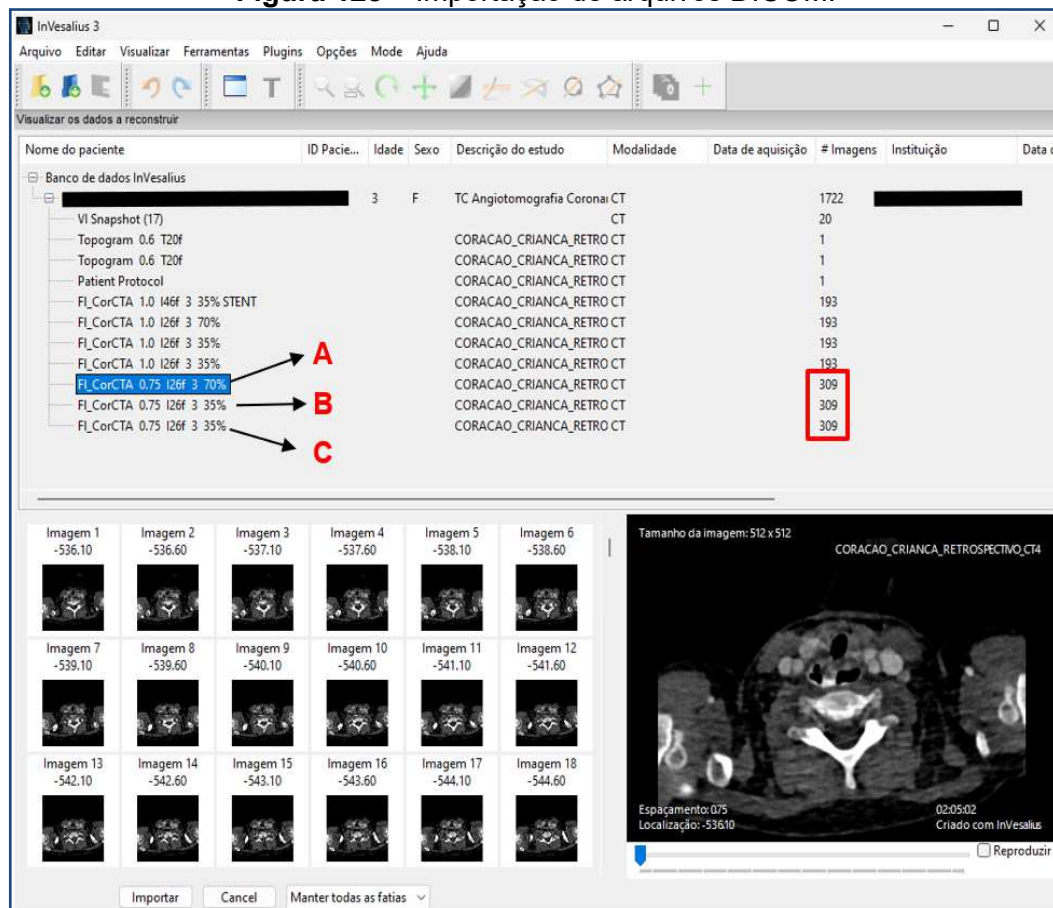 InVesalius 3
Arquivo Editar Visualizar Ferramentas Plugins Opções Mode Ajuda
Visualizar os dados a reconstruir
Nome do paciente ID Pacie... Idade Sexo Descrição do estudo Modalidade Data de aquisição # Imagens Instituição
Banco de dados InVesalius
3 F TC Angiotomografia Coronar CT 1722
VI Snapshot (17) CT 20
Topogram 0.6 T20f CORACAO_CRIANCA_RETRO CT 1
Topogram 0.6 T20f CORACAO_CRIANCA_RETRO CT 1
Patient Protocol CORACAO_CRIANCA_RETRO CT 1
FI_CorCTA 1.0 I46f 3 35% STENT CORACAO_CRIANCA_RETRO CT 193
FI_CorCTA 1.0 I26f 3 70% CORACAO_CRIANCA_RETRO CT 193
FI_CorCTA 1.0 I26f 3 35% CORACAO_CRIANCA_RETRO CT 193
FI_CorCTA 1.0 I26f 3 35% CORACAO_CRIANCA_RETRO CT 193
A
FI_CorCTA 0.75 I26f 3 70% CORACAO_CRIANCA_RETRO CT 309
FI_CorCTA 0.75 I26f 3 35% B CORACAO_CRIANCA_RETRO CT 309
FI_CorCTA 0.75 I26f 3 35% CORACAO_CRIANCA_RETRO CT 309
C
Imagem 1 Imagem 2 Imagem 3 Imagem 4 Imagem 5 Imagem 6
-536.10 -536.60 -537.10 -537.60 -538.10 -538.60
Imagem 7 Imagem 8 Imagem 9 Imagem 10 Imagem 11 Imagem 12
-539.10 -539.60 -540.10 -540.60 -541.10 -541.60
Imagem 13 Imagem 14 Imagem 15 Imagem 16 Imagem 17 Imagem 18
-542.10 -542.60 -543.10 -543.60 -544.10 -544.60
Tamanho da imagem: 512 x 512
CORACAO_CRIANCA_RETROSPECTIVO_CT4
Espaçamento: 0.75 02:05:02
Localização: -536.10 Criado com InVesalius
Reproduzir
Importar Cancel Manter todas as fatias